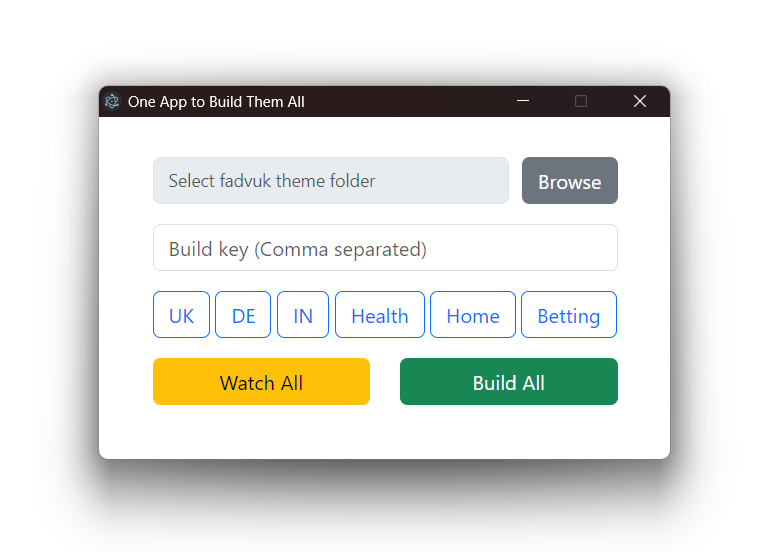 One App to Build Them All
Select fadvuk theme folder Browse
Build key (Comma separated)
UK DE IN Health Home Betting
Watch All Build All